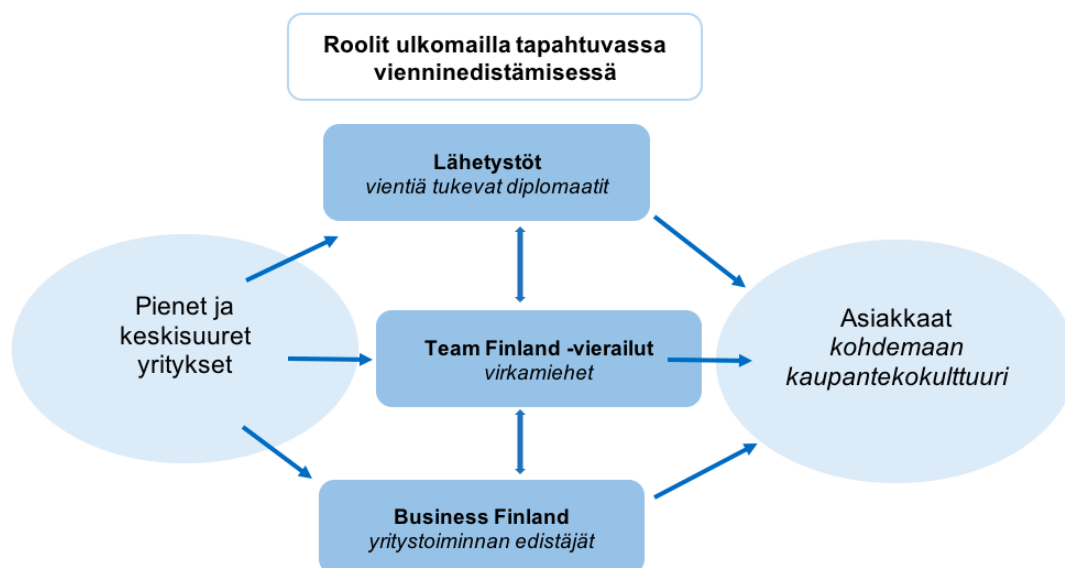 Roolit ulkomailla tapahtuvassa
vienninedistämisessä
Lähetystöt
vientiä tukevat diplomaatit
Pienet ja
keskisuuret
yritykset
Team Finland -vierailut
virkamiehet
Asiakkaat
kohdemaan
kaupantekokulttuuri
Business Finland
yritystoiminnan edistäjät